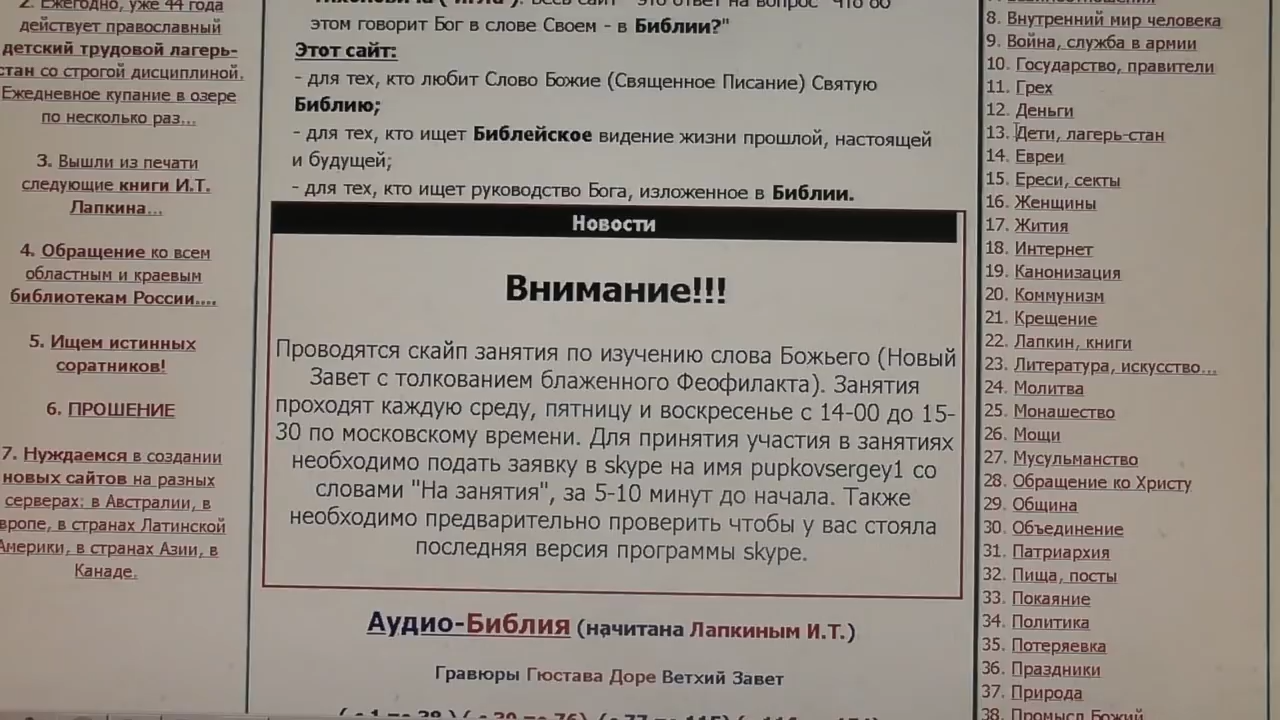 2. Ежегодно, уже 44 года
действует православный
детский трудовой лагерь-
стан со строгой дисциплиной.
Ежедневное купание в озере
по несколько раз...
3. Вышли из печати
следующие книги И.Т.
Лапкина...
4. Обращение ко всем
областным и краевым
библиотекам России....
5. Ищем истинных
соратников!
6. ПРОШЕНИЕ
7. Нуждаемся в создании
новых сайтов на разных
серверах: в Австралии, в
вропе, в странах Латинской
Америки, в странах Азии, в
Канаде.
этом говорит Бог в слове Своем - в Библии?"
Этот сайт:
- для тех, кто любит Слово Божие (Священное Писание) Святую
Библию;
- для тех, кто ищет Библейское видение жизни прошлой, настоящей
и будущей;
- для тех, кто ищет руководство Бога, изложенное в Библии.
Новости
Внимание!!!
Проводятся скайп занятия по изучению слова Божьего (Новый
Завет с толкованием блаженного Феофилакта). Занятия
проходят каждую среду, пятницу и воскресенье с 14-00 до 15-
30 по московскому времени. Для принятия участия в занятиях
необходимо подать заявку в skype на имя pupkovsergey1 со
словами "На занятия", за 5-10 минут до начала. Также
необходимо предварительно проверить чтобы у вас стояла
последняя версия программы skype.
Аудио-Библия (начитана Лапкиным И.Т.)
Гравюры Гюстава Доре Ветхий Завет
8. Внутренний мир человека
9. Война, служба в армии
10. Государство, правители
11. Грех
12. Деньги
13. Дети, лагерь-стан
14. Евреи
15. Ереси, секты
16. Женщины
17. Жития
18. Интернет
19. Канонизация
20. Коммунизм
21. Крещение
22. Лапкин, книги
23. Литература, искусство...
24. Молитва
25. Монашество
26. Мощи
27. Мусульманство
28. Обращение ко Христу
29. Община
30. Объединение
31. Патриархия
32. Пища, посты
33. Покаяние
34. Политика
35. Потеряевка
36. Праздники
37. Природа
38. Промысл Божий